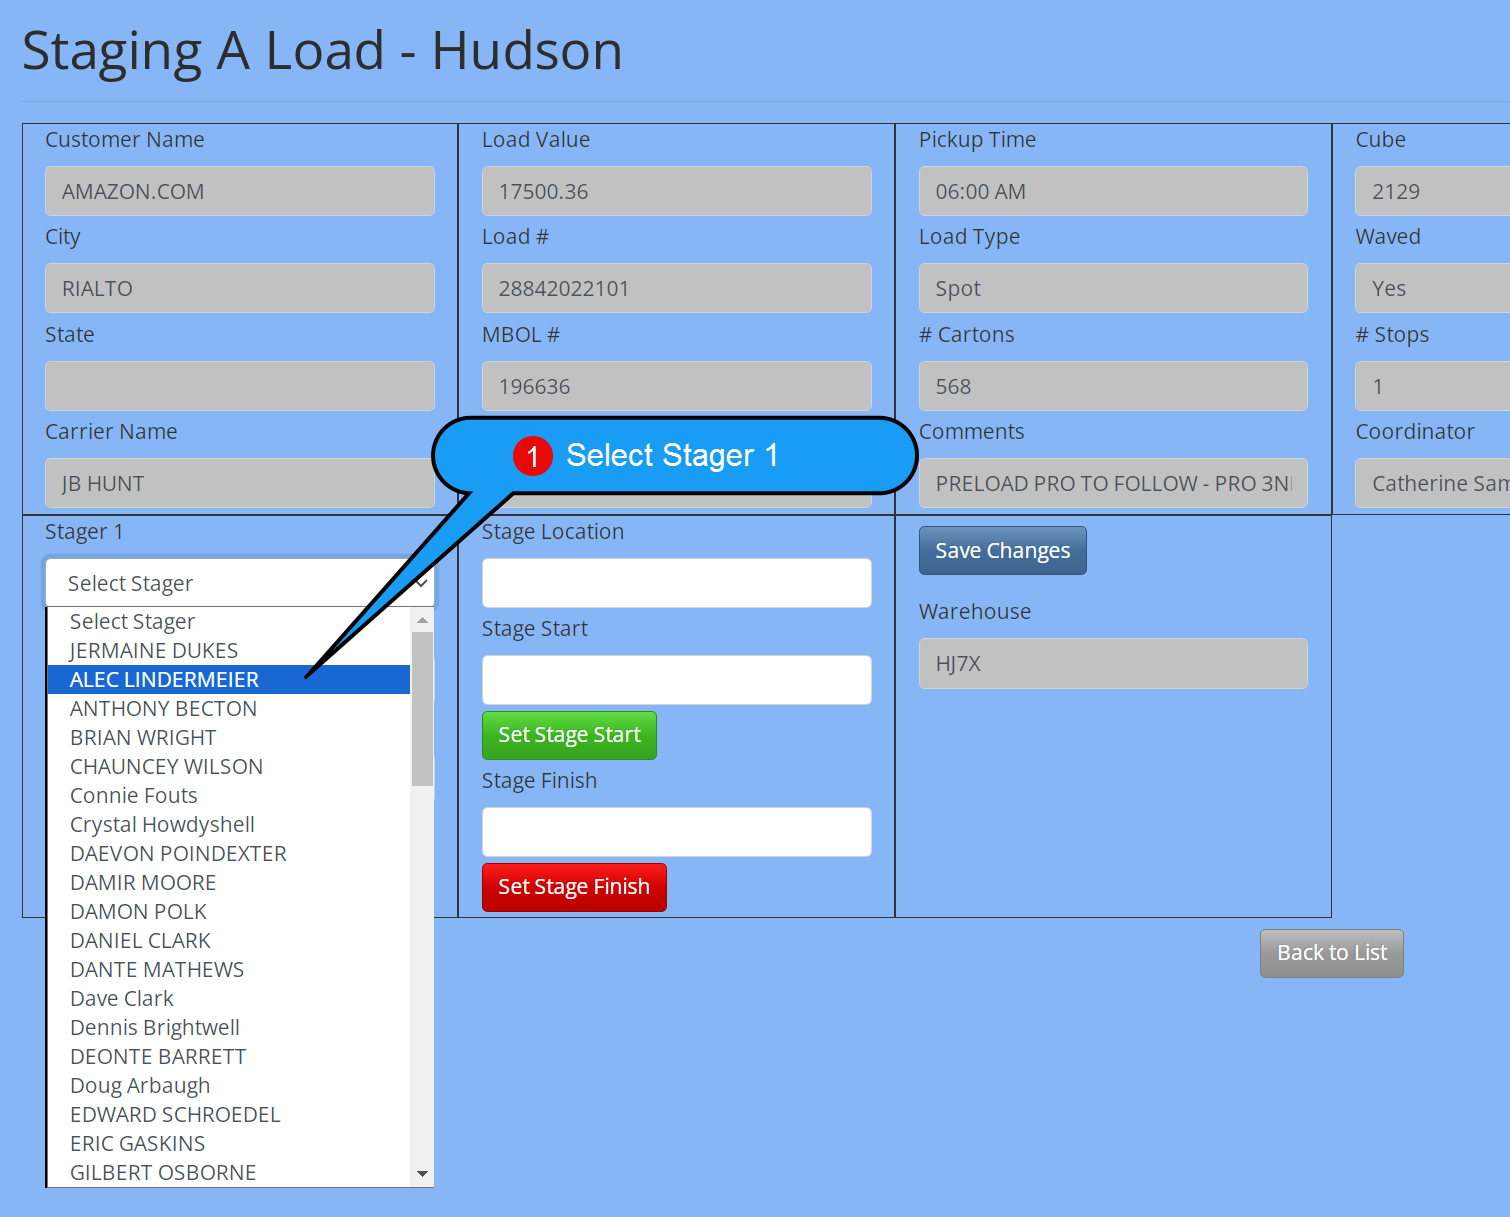 Staging A Load - Hudson
Customer Name
AMAZON.COM
City
RIALTO
State
Carrier Name
JB HUNT
Load Value
17500.36
Load #
28842022101
MBOL #
196636
Pickup Time
06:00 AM
Load Type
Spot
# Cartons
568
Comments
PRELOAD PRO TO FOLLOW - PRO
Cube
2129
Waved
Yes
# Stops
1
Coordinator
Catherine
1 Select Stager 1
Stager 1
Select Stager
Select Stager
JERMAINE DUKES
ALEC LINDERMEIER
ANTHONY BECTON
BRIAN WRIGHT
CHAUNCEY WILSON
Connie Fouts
Crystal Howdyshell
DAEVON POINDEXTER
DAMIR MOORE
DAMON POLK
DANIEL CLARK
DANTE MATHEWS
Dave Clark
Dennis Brightwell
DEONTE BARRETT
Doug Arbaugh
EDWARD SCHROEDEL
ERIC GASKINS
GILBERT OSBORNE
Stage Location
Stage Start
Set Stage Start
Stage Finish
Set Stage Finish
Save Changes
Warehouse
HJ7X
Back to List